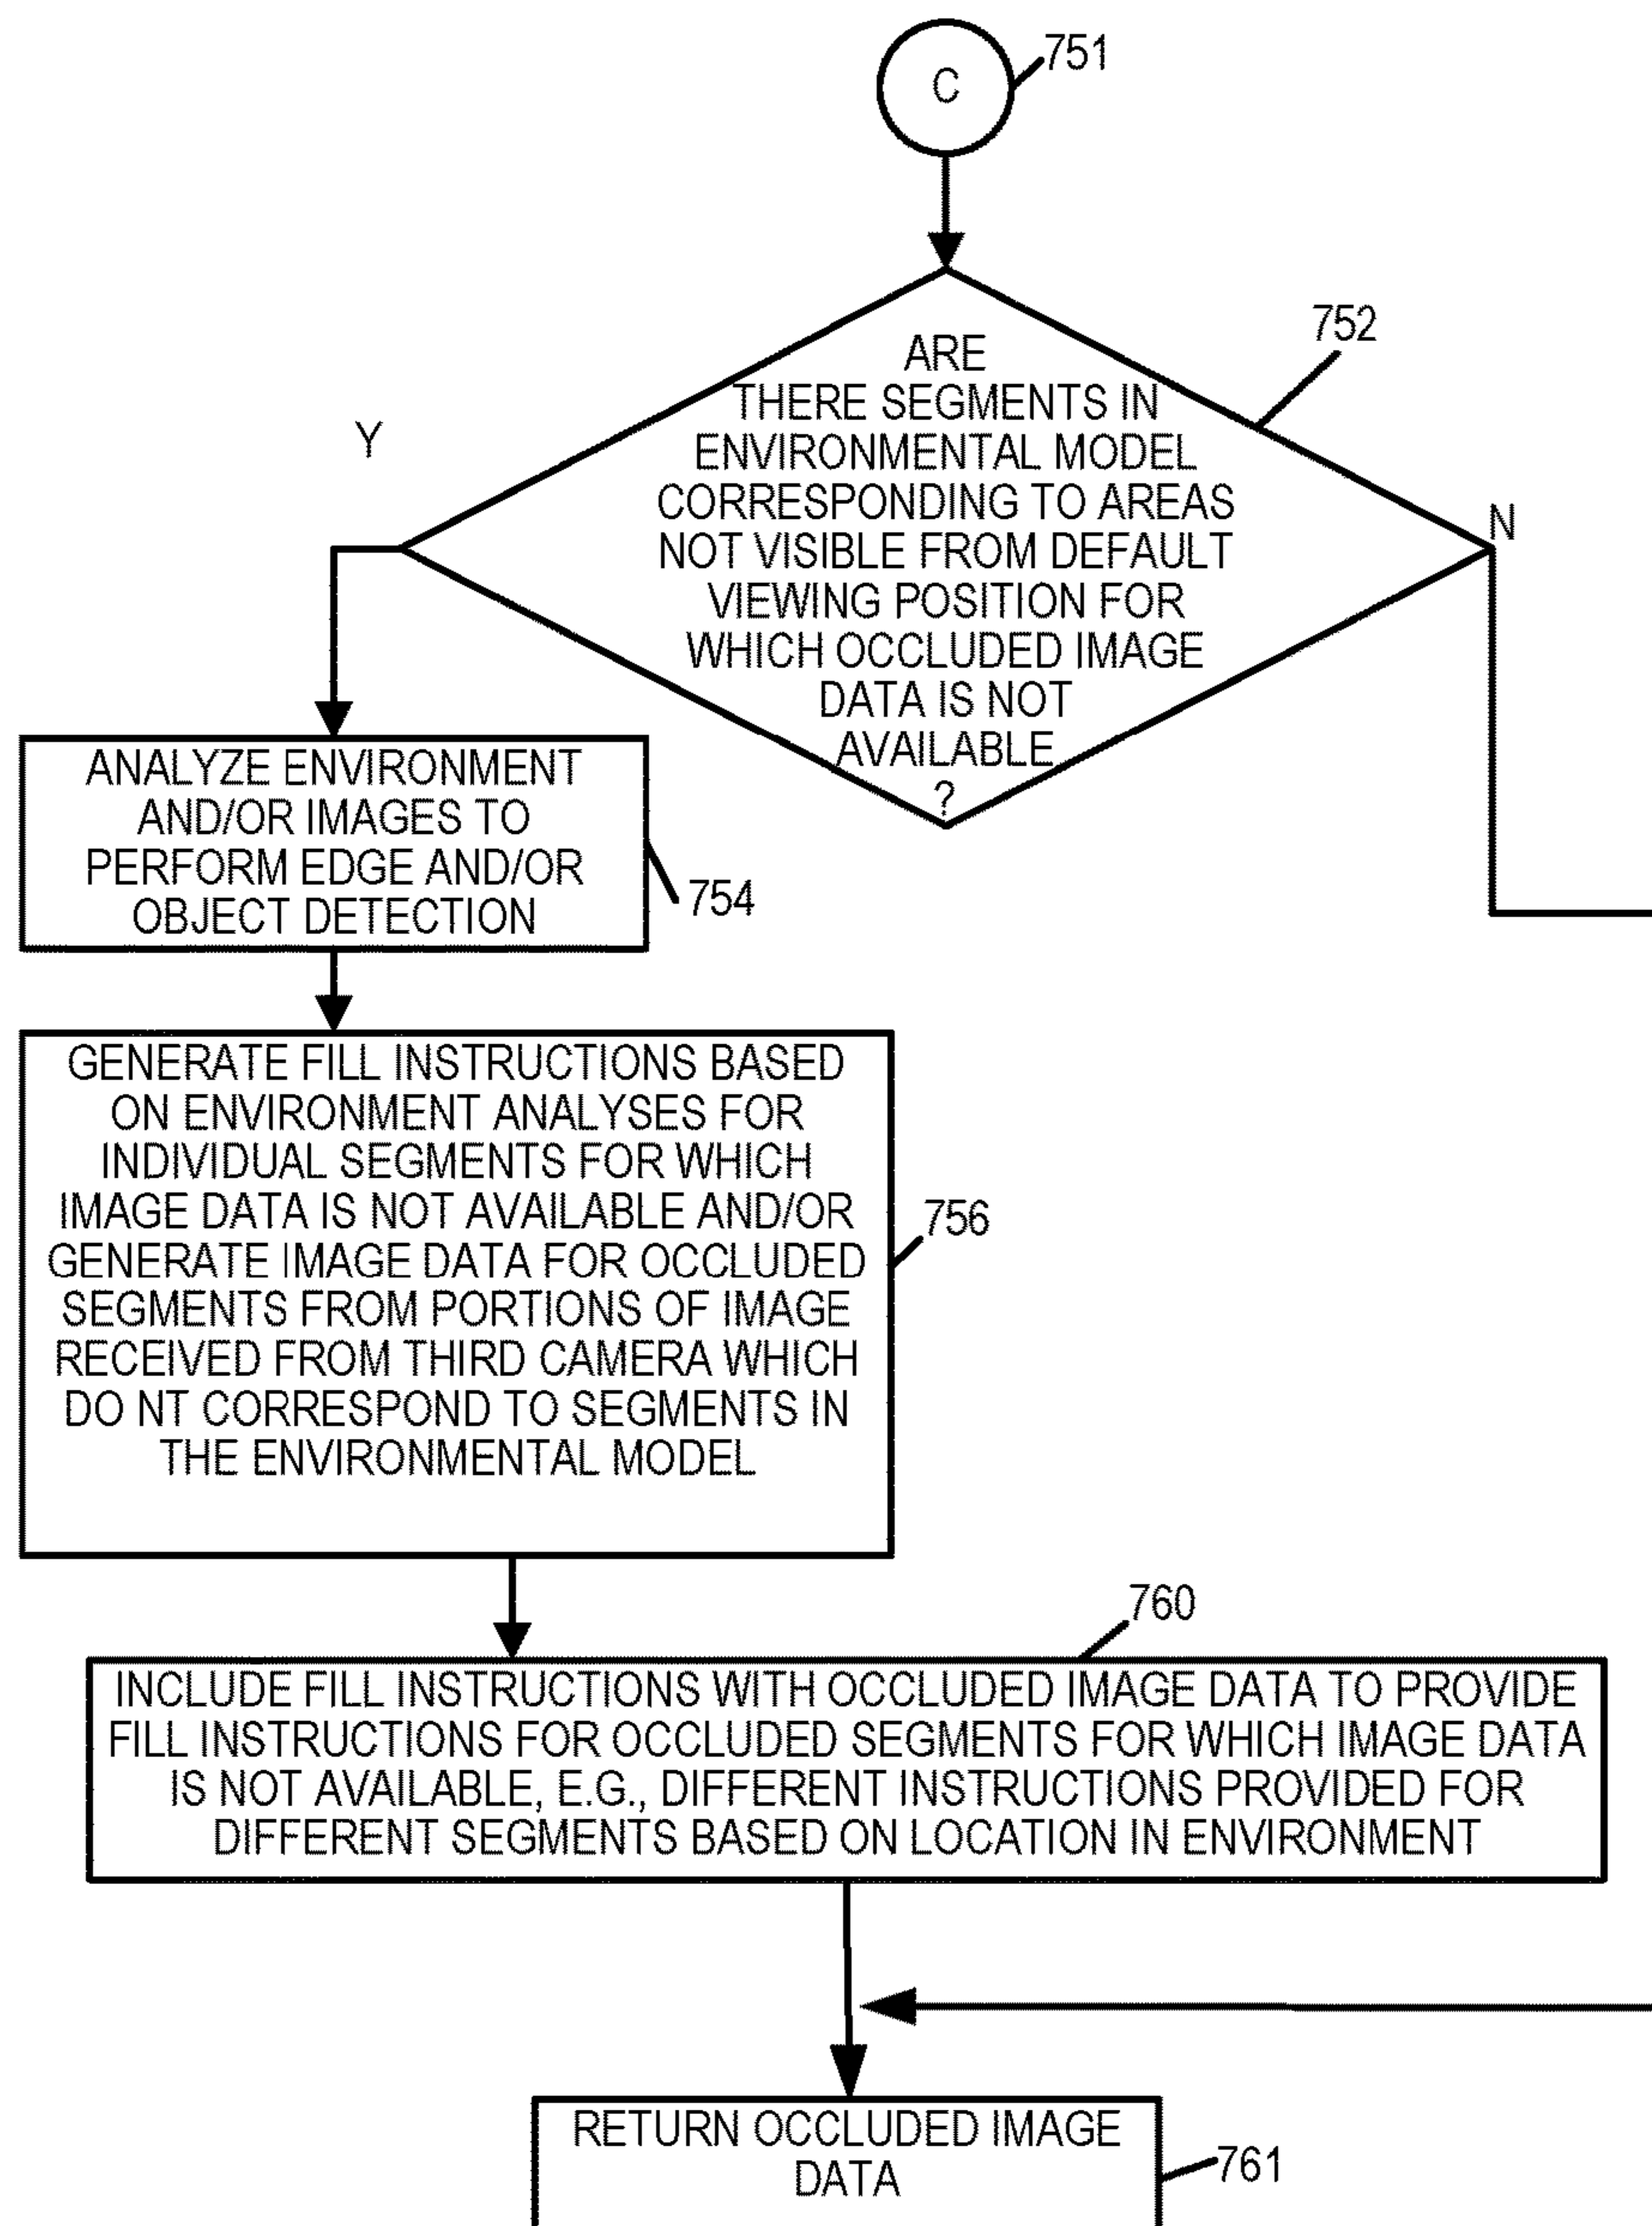 C
751
752
ARE
THERE SEGMENTS IN
ENVIRONMENTAL MODEL
CORRESPONDING TO AREAS
NOT VISIBLE FROM DEFAULT
VIEWING POSITION FOR
WHICH OCCLUDED IMAGE
DATA IS NOT
AVAILABLE
?
Y
N
ANALYZE ENVIRONMENT
AND/OR IMAGES TO
PERFORM EDGE AND/OR
OBJECT DETECTION
754
GENERATE FILL INSTRUCTIONS BASED
ON ENVIRONMENT ANALYSES FOR
INDIVIDUAL SEGMENTS FOR WHICH
IMAGE DATA IS NOT AVAILABLE AND/OR
GENERATE IMAGE DATA FOR OCCLUDED
SEGMENTS FROM PORTIONS OF IMAGE
RECEIVED FROM THIRD CAMERA WHICH
DO NT CORRESPOND TO SEGMENTS IN
THE ENVIRONMENTAL MODEL
756
760
INCLUDE FILL INSTRUCTIONS WITH OCCLUDED IMAGE DATA TO PROVIDE
FILL INSTRUCTIONS FOR OCCLUDED SEGMENTS FOR WHICH IMAGE DATA
IS NOT AVAILABLE, E.G., DIFFERENT INSTRUCTIONS PROVIDED FOR
DIFFERENT SEGMENTS BASED ON LOCATION IN ENVIRONMENT
RETURN OCCLUDED IMAGE
DATA
761